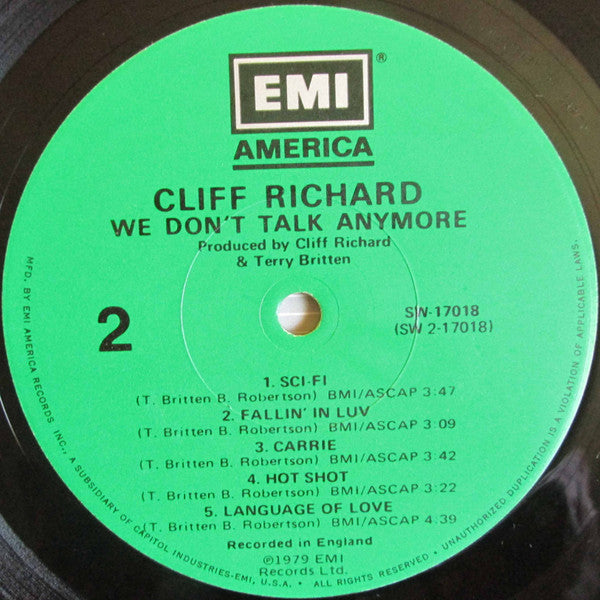 EMI®
AMERICA
CLIFF RICHARD
WE DON'T TALK ANYMORE
Produced by Cliff Richard
& Terry Britten
2
SW-17018
(SW 2-17018)
1. SCI-FI
(T. Britten B. Robertson) BMI/ASCAP 3:47
2. FALLIN' IN LUV
(T. Britten B. Robertson) BMI/ASCAP 3:09
3. CARRIE
(T. Britten B. Robertson) BMI/ASCAP 3:42
4. HOT SHOT
(T. Britten B. Robertson) BMI/ASCAP 3:22
5. LANGUAGE OF LOVE
(T. Britten B. Robertson) BMI/ASCAP 4:39
Recorded in England
℗1979 EMI
Records Ltd.
MFD. BY EMI AMERICA RECORDS INC., A SUBSIDIARY OF CAPITOL INDUSTRIES-EMI, U.S.A. • ALL RIGHTS RESERVED • UNAUTHORIZED DUPLICATION IS A VIOLATION OF APPLICABLE LAWS.